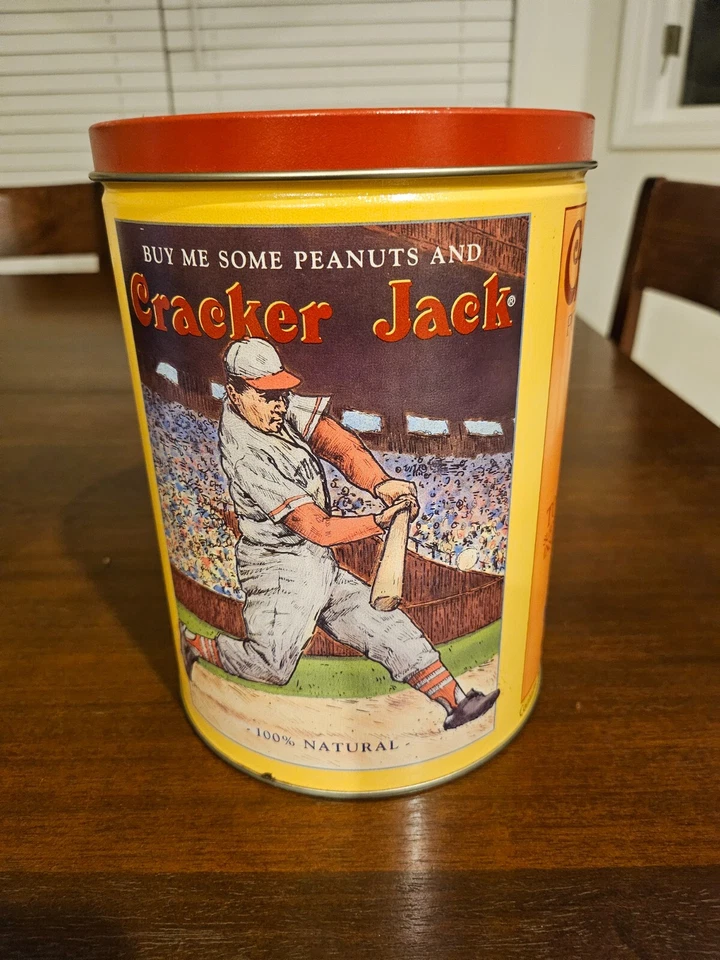 BUY ME SOME PEANUTS AND
Cracker Jack®
- 100% NATURAL -